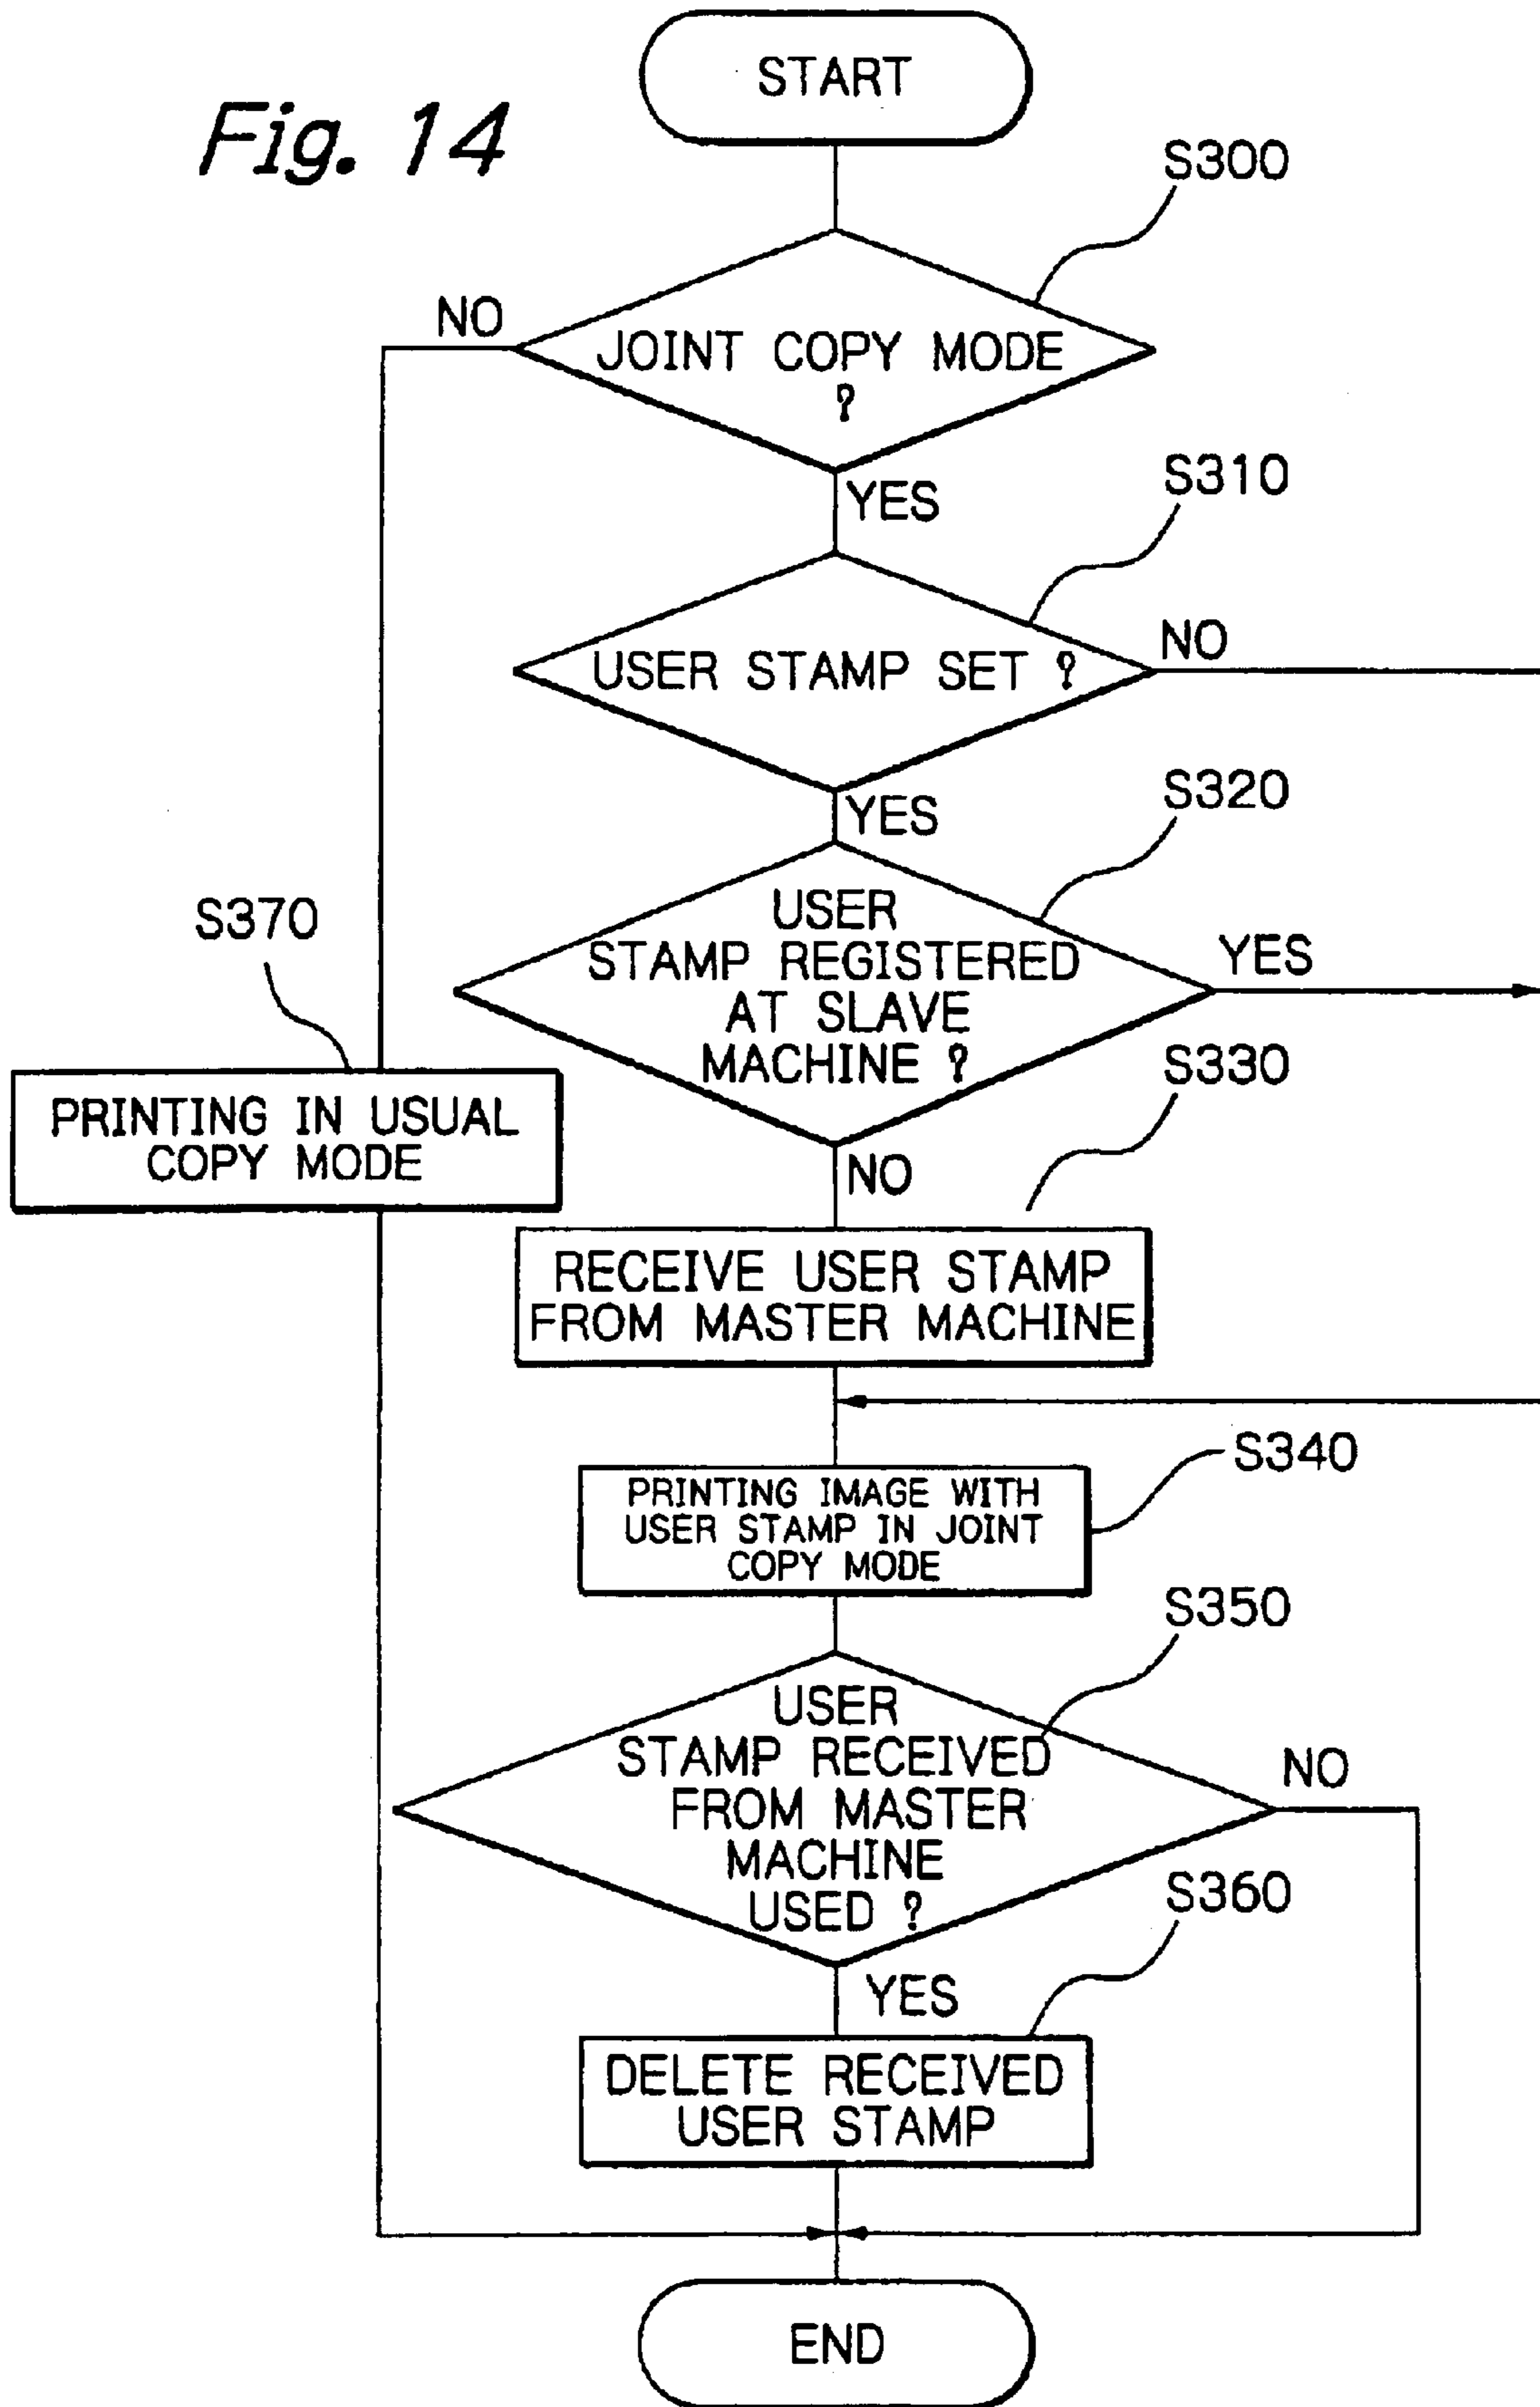 Fig. 14
START
S300
NO
JOINT COPY MODE
?
YES
S310
NO
USER STAMP SET ?
YES
S320
USER
STAMP REGISTERED
AT SLAVE
MACHINE ?
YES
S370
PRINTING IN USUAL
COPY MODE
NO
S330
RECEIVE USER STAMP
FROM MASTER MACHINE
S340
PRINTING IMAGE WITH
USER STAMP IN JOINT
COPY MODE
S350
USER
STAMP RECEIVED
FROM MASTER
MACHINE
USED ?
NO
YES
S360
DELETE RECEIVED
USER STAMP
END